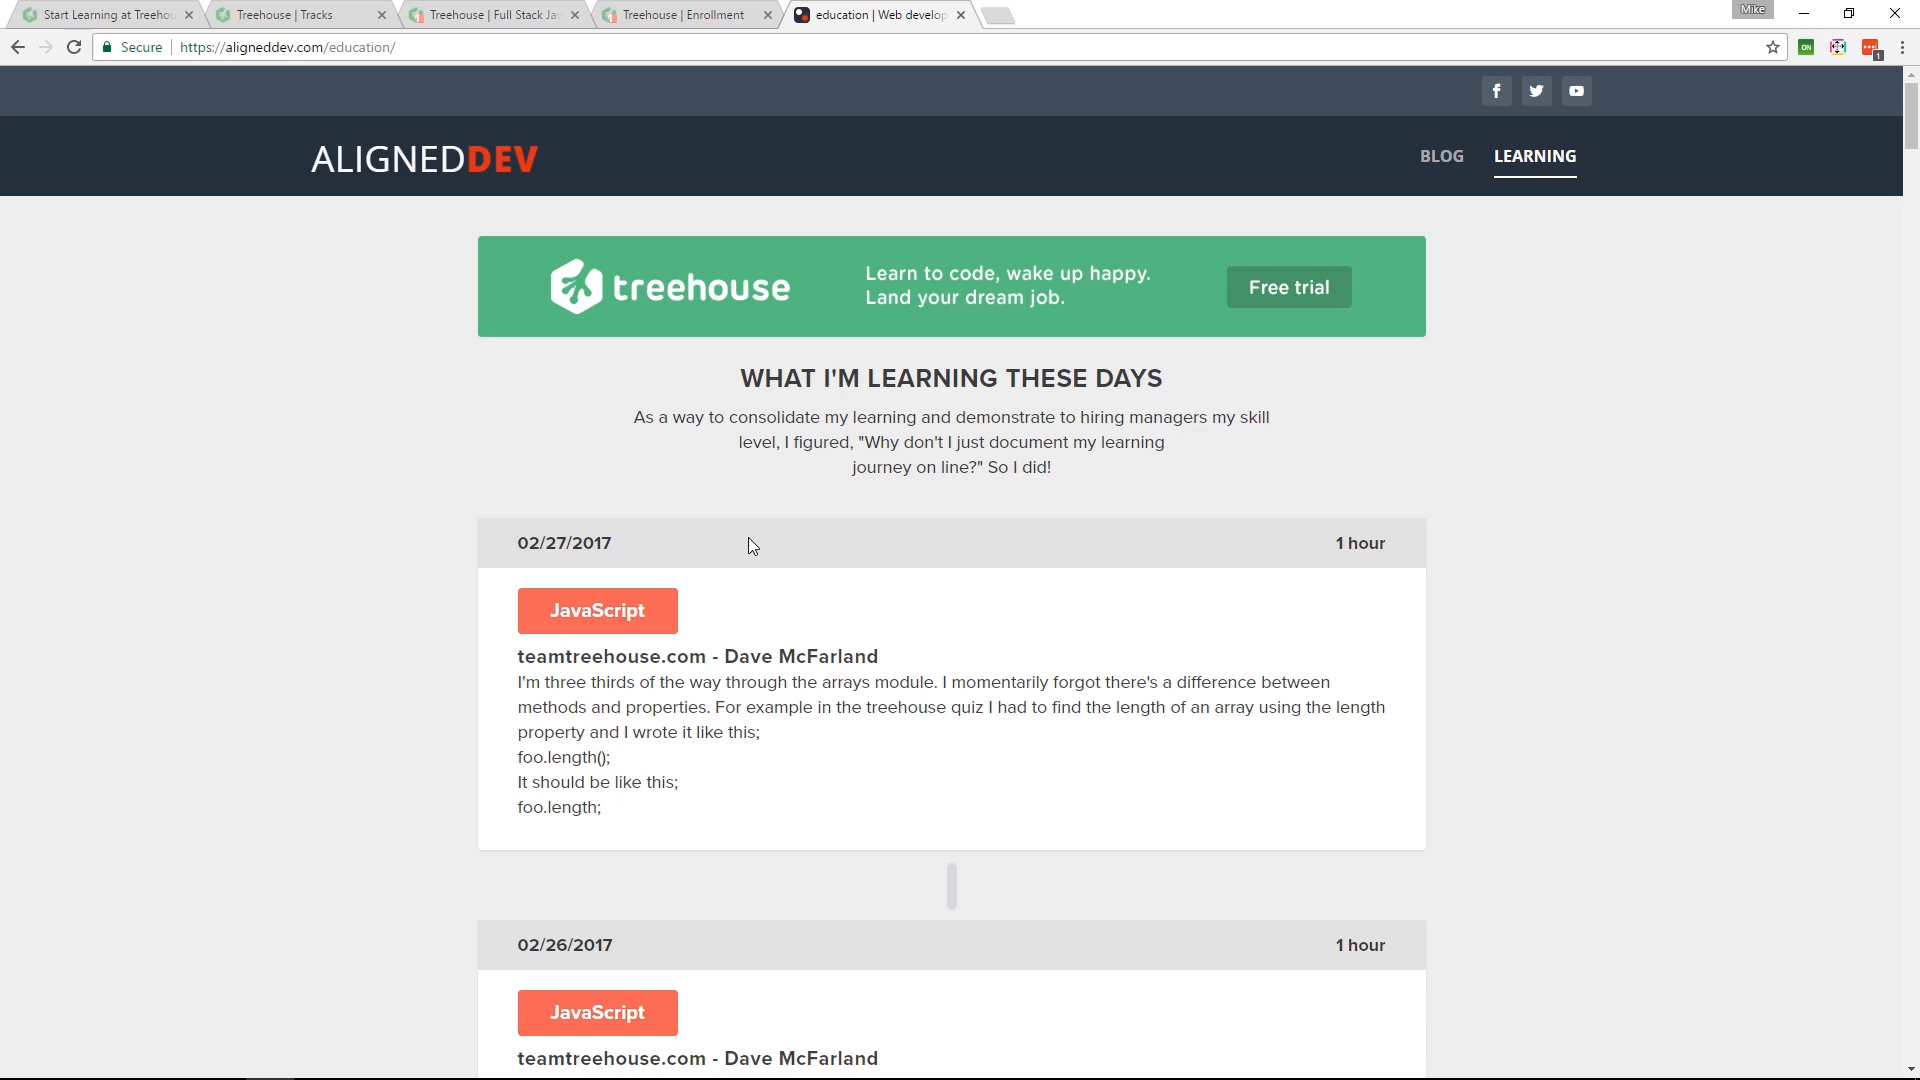 Start Learning at Treehou
Treehouse | Tracks
Treehouse | Full Stack Ja
Treehouse | Enrollment
education | Web develop
Mike
Secure
https://aligneddev.com/education/
ON
1
ALIGNEDDEV
BLOG
LEARNING
treehouse
Learn to code, wake up happy.
Land your dream job.
Free trial
WHAT I'M LEARNING THESE DAYS
As a way to consolidate my learning and demonstrate to hiring managers my skill
level, I figured, "Why don't I just document my learning
journey on line?" So I did!
02/27/2017
1 hour
JavaScript
teamtreehouse.com - Dave McFarland
I'm three thirds of the way through the arrays module. I momentarily forgot there's a difference between
methods and properties. For example in the treehouse quiz I had to find the length of an array using the length
property and I wrote it like this;
foo.length();
It should be like this;
foo.length;
02/26/2017
1 hour
JavaScript
teamtreehouse.com - Dave McFarland